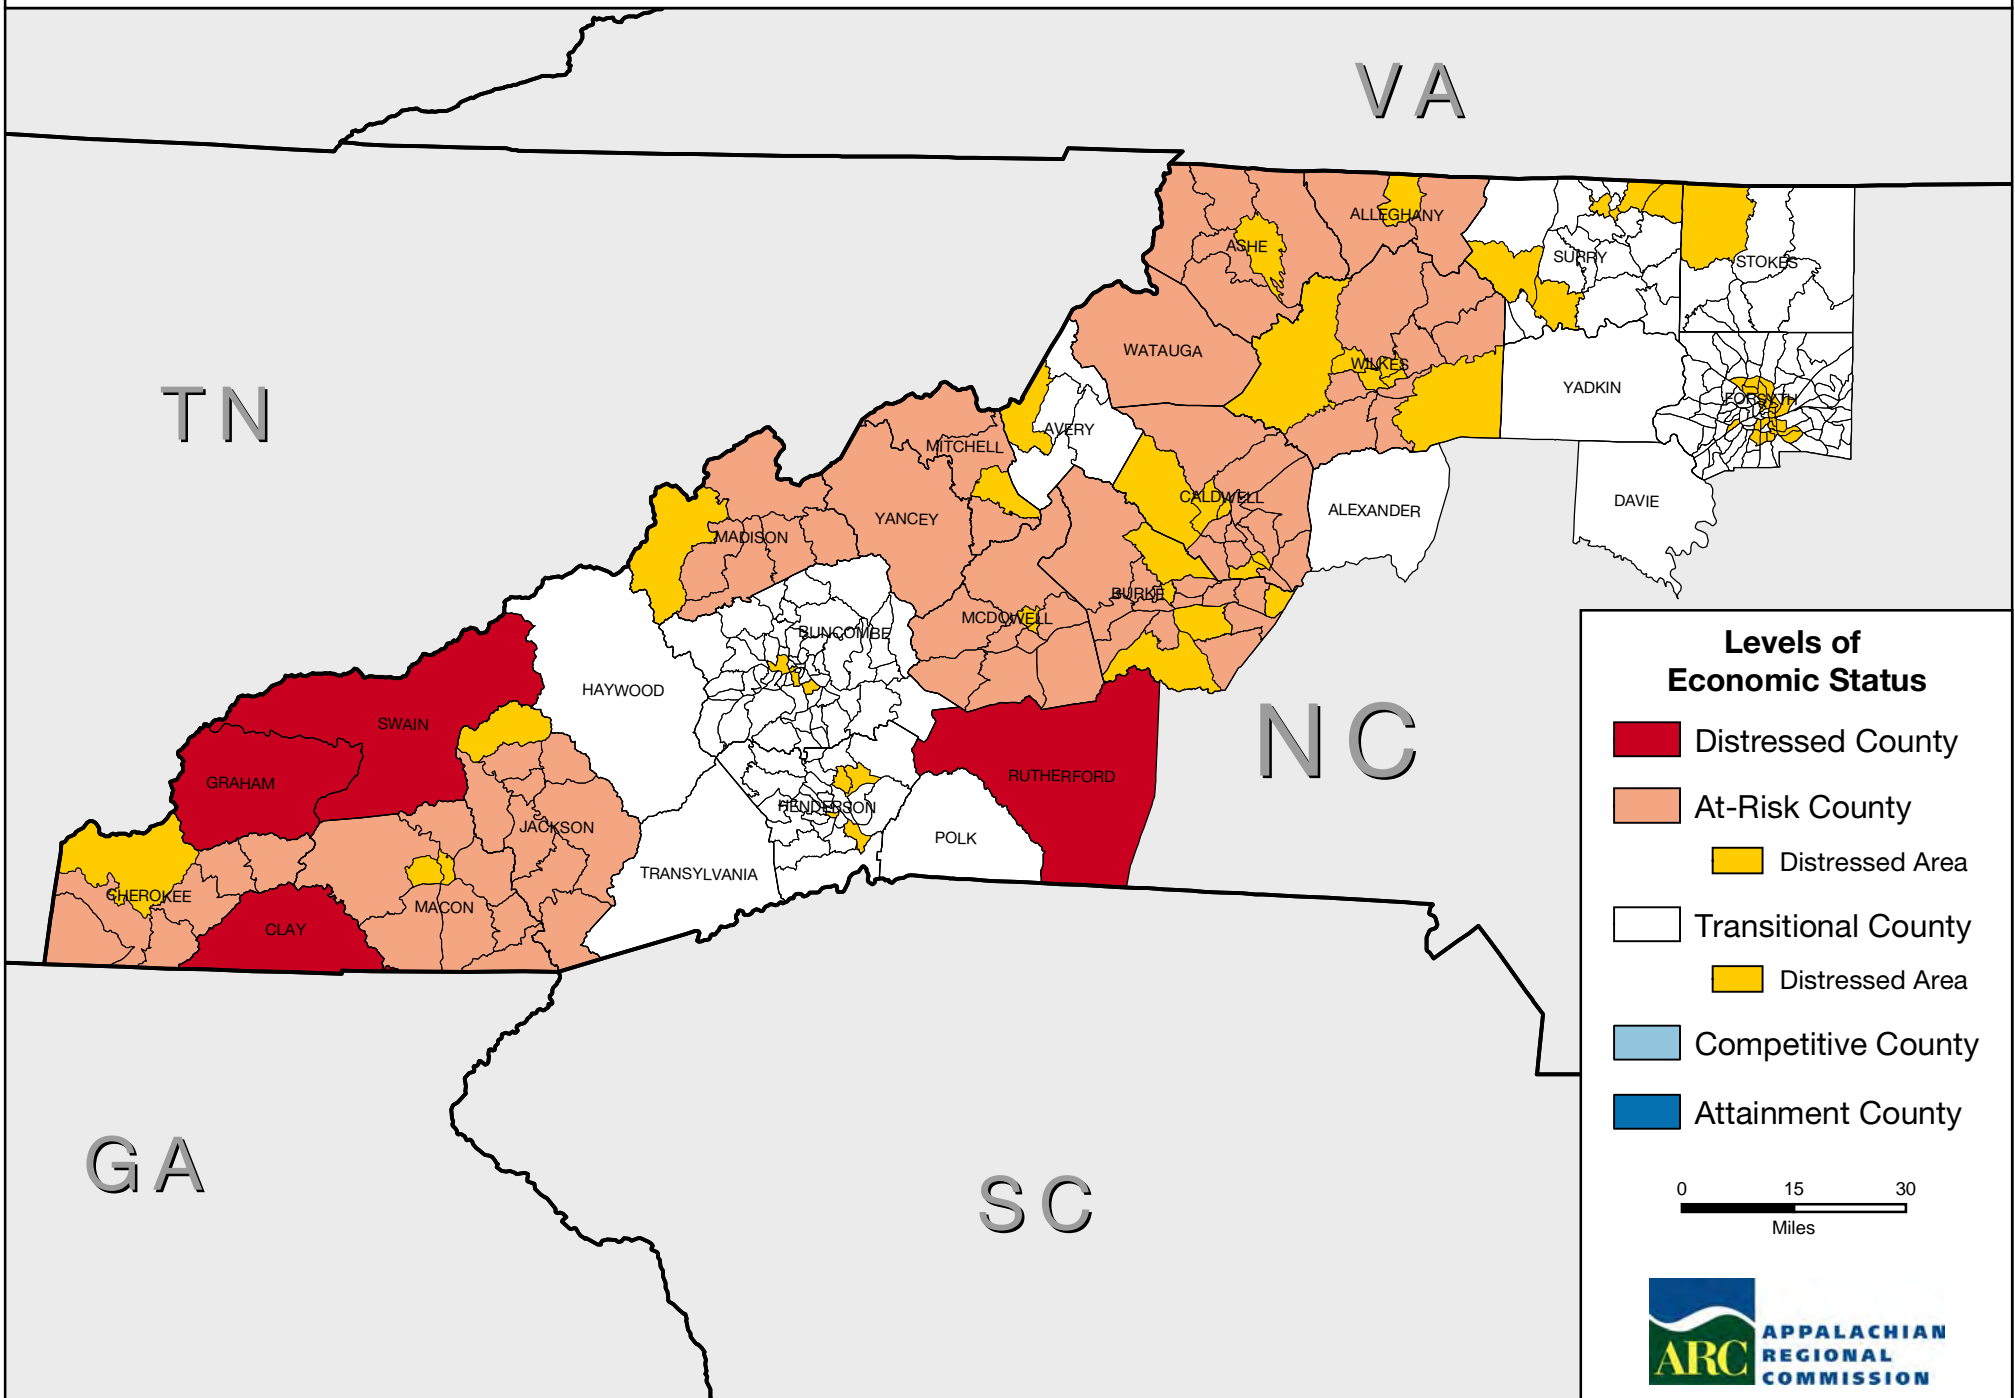 VA
TN
ALLEGHANY
ASHE
SURRY
STOKES
WATAUGA
WILKES
YADKIN
FORSYTH
AVERY
MITCHELL
CALDWELL
ALEXANDER
DAVIE
YANCEY
MADISON
BURKE
MCDOWELL
BUNCOMBE
HAYWOOD
SWAIN
GRAHAM
RUTHERFORD
NC
HENDERSON
JACKSON
POLK
TRANSYLVANIA
CHEROKEE
MACON
CLAY
GA
SC
Levels of
Economic Status
Distressed County
At-Risk County
Distressed Area
Transitional County
Distressed Area
Competitive County
Attainment County
0 15 30
Miles
ARC
APPALACHIAN
REGIONAL
COMMISSION